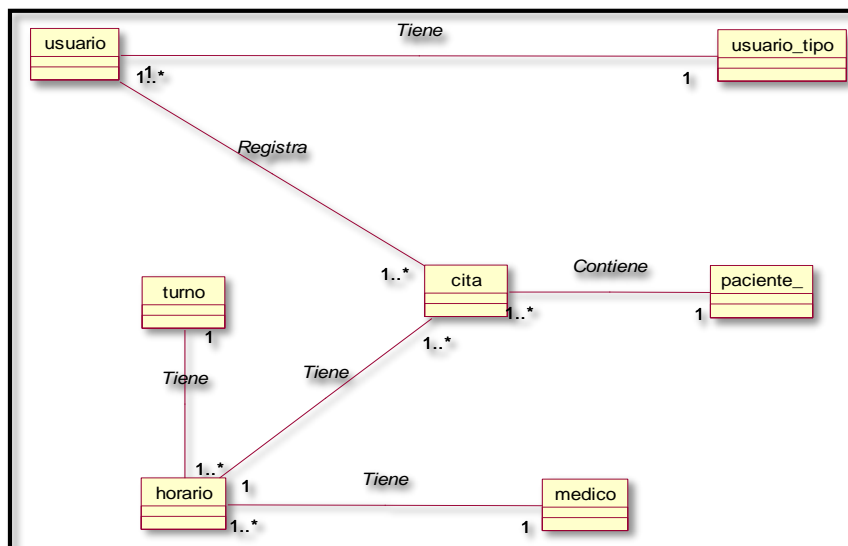 Tiene
usuario
usuario_tipo
1
1..*
1
Registra
1..*
cita
Contiene
paciente_
1..*
1
turno
1
1..*
Tiene
Tiene
1..*
1
horario
Tiene
medico
1..*
1